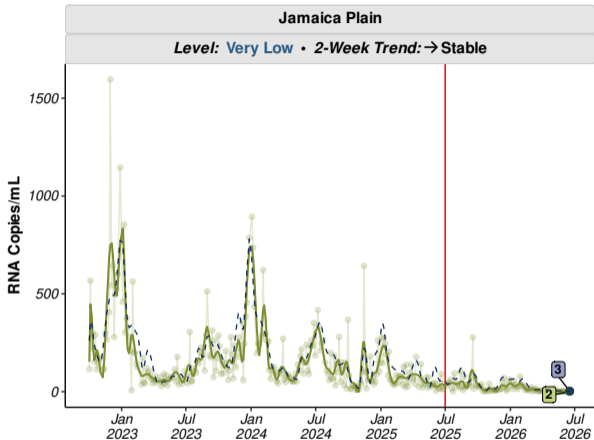 Jamaica Plain
Level: Very Low • 2-Week Trend: → Stable
RNA Copies/mL
1500
1000
500
0
3
2
Jan Jul Jan Jul Jan Jul Jan Jul
2023 2023 2024 2024 2025 2025 2026 2026